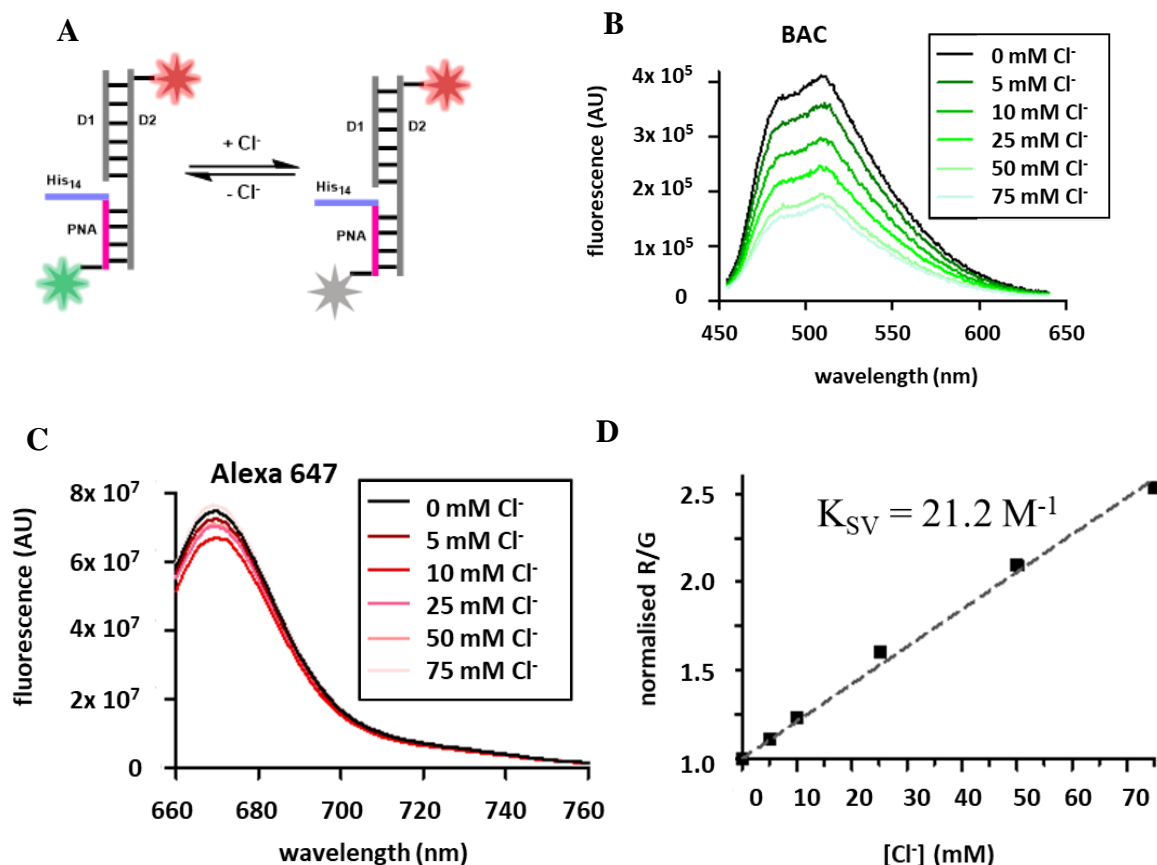 A
D1
D2
His14
PNA
+ Cl-
- Cl-
D1
D2
His14
PNA
B
BAC
fluorescence (AU)
4x 10⁵
3x 10⁵
2x 10⁵
1x 10⁵
0
450 500 550 600 650
wavelength (nm)
0 mM Cl-
5 mM Cl-
10 mM Cl-
25 mM Cl-
50 mM Cl-
75 mM Cl-
C
Alexa 647
fluorescence (AU)
8x 10⁷
6x 10⁷
4x 10⁷
2x 10⁷
0
660 680 700 720 740 760
wavelength (nm)
0 mM Cl-
5 mM Cl-
10 mM Cl-
25 mM Cl-
50 mM Cl-
75 mM Cl-
D
KSV = 21.2 M-1
normalised R/G
2.5
2.0
1.5
1.0
0 10 20 30 40 50 60 70
[Cl-] (mM)